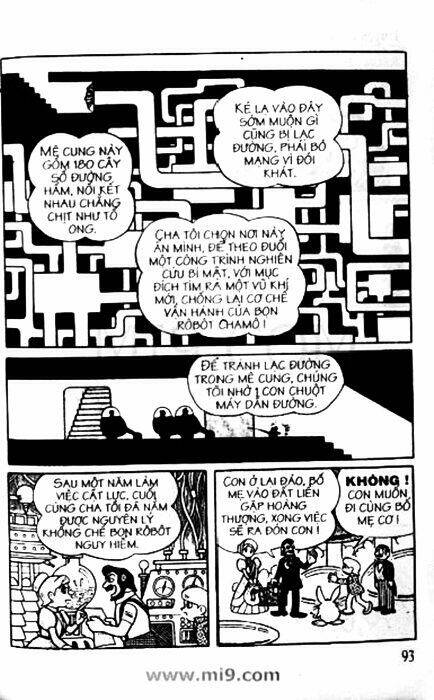 KẺ LẠ VÀO ĐÂY
SỚM MUỘN GÌ
CŨNG BỊ LẠC
ĐƯỜNG, PHẢI BỎ
MẠNG VÌ ĐÓI
KHÁT.
MÊ CUNG NÀY
GỒM 180 CÂY
SỐ ĐƯỜNG
HẦM, NỐI KẾT
NHAU CHẰNG
CHỊT NHƯ TỔ
ONG.
CHA TÔI CHỌN NƠI NÀY
ẨN MÌNH, ĐỂ THEO ĐUỔI
MỘT CÔNG TRÌNH NGHIÊN
CỨU BÍ MẬT, VỚI MỤC
ĐÍCH TÌM RA MỘT VŨ KHÍ
MỚI, CHỐNG LẠI CƠ CHẾ
VẬN HÀNH CỦA BỌN
RÔBÔT CHAMÔ !
ĐỂ TRÁNH LẠC ĐƯỜNG
TRONG MÊ CUNG, CHÚNG
TÔI NHỜ 1 CON CHUỘT
MÁY DẪN ĐƯỜNG.
SAU MỘT NĂM LÀM
VIỆC CẬT LỰC, CUỐI
CÙNG CHA TÔI ĐÃ NẮM
ĐƯỢC NGUYÊN LÝ
KHỐNG CHẾ BỌN RÔBÔT
NGUY HIỂM.
CON Ở LẠI ĐẢO, BỐ
MẸ VÀO ĐẤT LIỀN
GẶP HOÀNG
THƯỢNG, XONG VIỆC
SẼ RA ĐÓN CON !
KHÔNG !
CON MUỐN
ĐI CÙNG BỐ
MẸ CƠ !
93
www.mi9.com